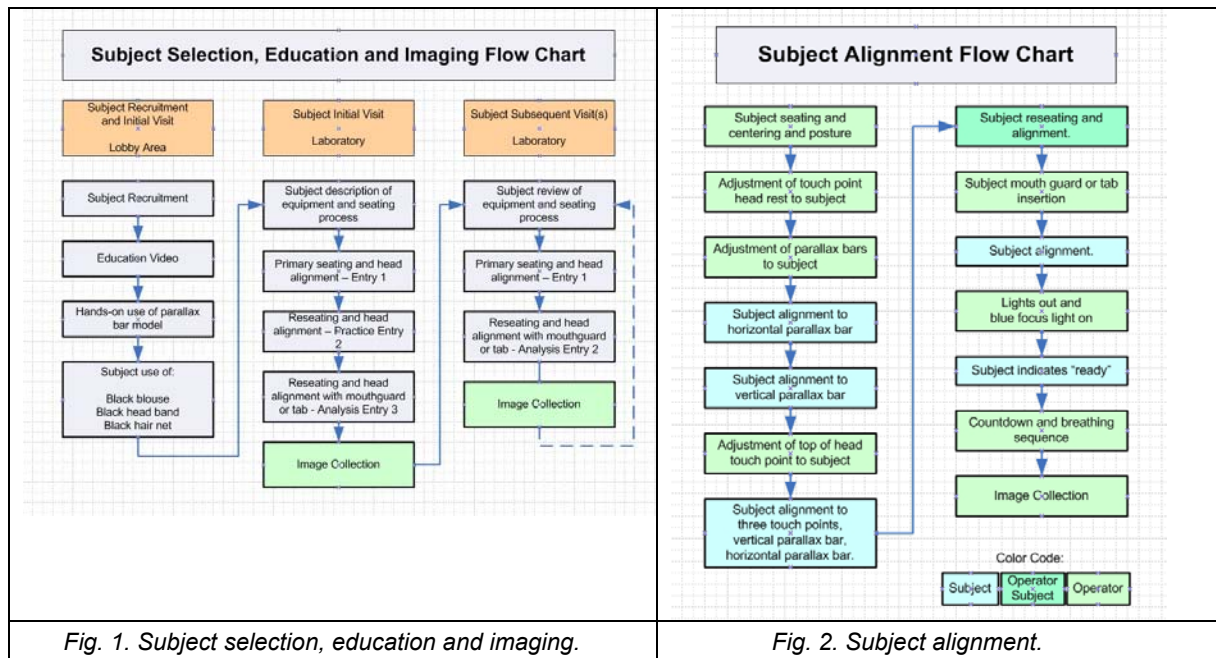 Subject Selection, Education and Imaging Flow Chart
Subject Recruitment
and Initial Visit
Lobby Area
Subject Recruitment
Education Video
Hands-on use of parallax
bar model
Subject use of:
Black blouse
Black head band
Black hair net
Subject Initial Visit
Laboratory
Subject description of
equipment and seating
process
Primary seating and head
alignment – Entry 1
Reseating and head
alignment – Practice Entry
2
Reseating and head
alignment with mouthguard
or tab - Analysis Entry 3
Image Collection
Subject Subsequent Visit(s)
Laboratory
Subject review of
equipment and seating
process
Primary seating and head
alignment – Entry 1
Reseating and head
alignment with mouthguard
or tab - Analysis Entry 2
Image Collection
Fig. 1. Subject selection, education and imaging.
Subject Alignment Flow Chart
Subject seating and
centering and posture
Adjustment of touch point
head rest to subject
Adjustment of parallax bars
to subject
Subject alignment to
horizontal parallax bar
Subject alignment to
vertical parallax bar
Adjustment of top of head
touch point to subject
Subject alignment to
three touch points,
vertical parallax bar,
horizontal parallax bar.
Subject reseating and
alignment.
Subject mouth guard or tab
insertion
Subject alignment.
Lights out and
blue focus light on
Subject indicates “ready”
Countdown and breathing
sequence
Image Collection
Color Code:
Subject
Operator
Subject
Operator
Fig. 2. Subject alignment.